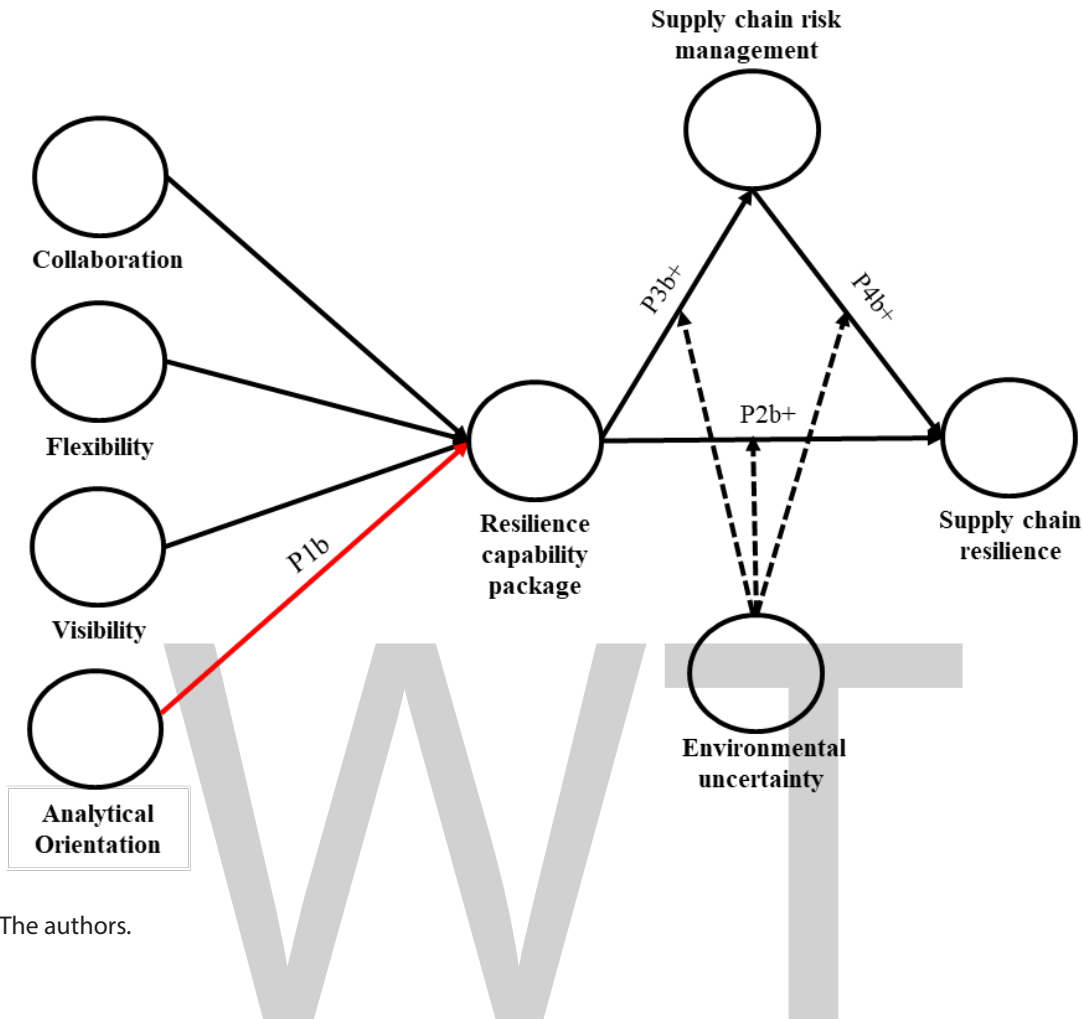 Supply chain risk
management
Collaboration
P3b+
P4b+
Flexibility
P2b+
Resilience
capability
package
Supply chain
resilience
P1b
Visibility
Environmental
uncertainty
Analytical
Orientation
The authors.
WT